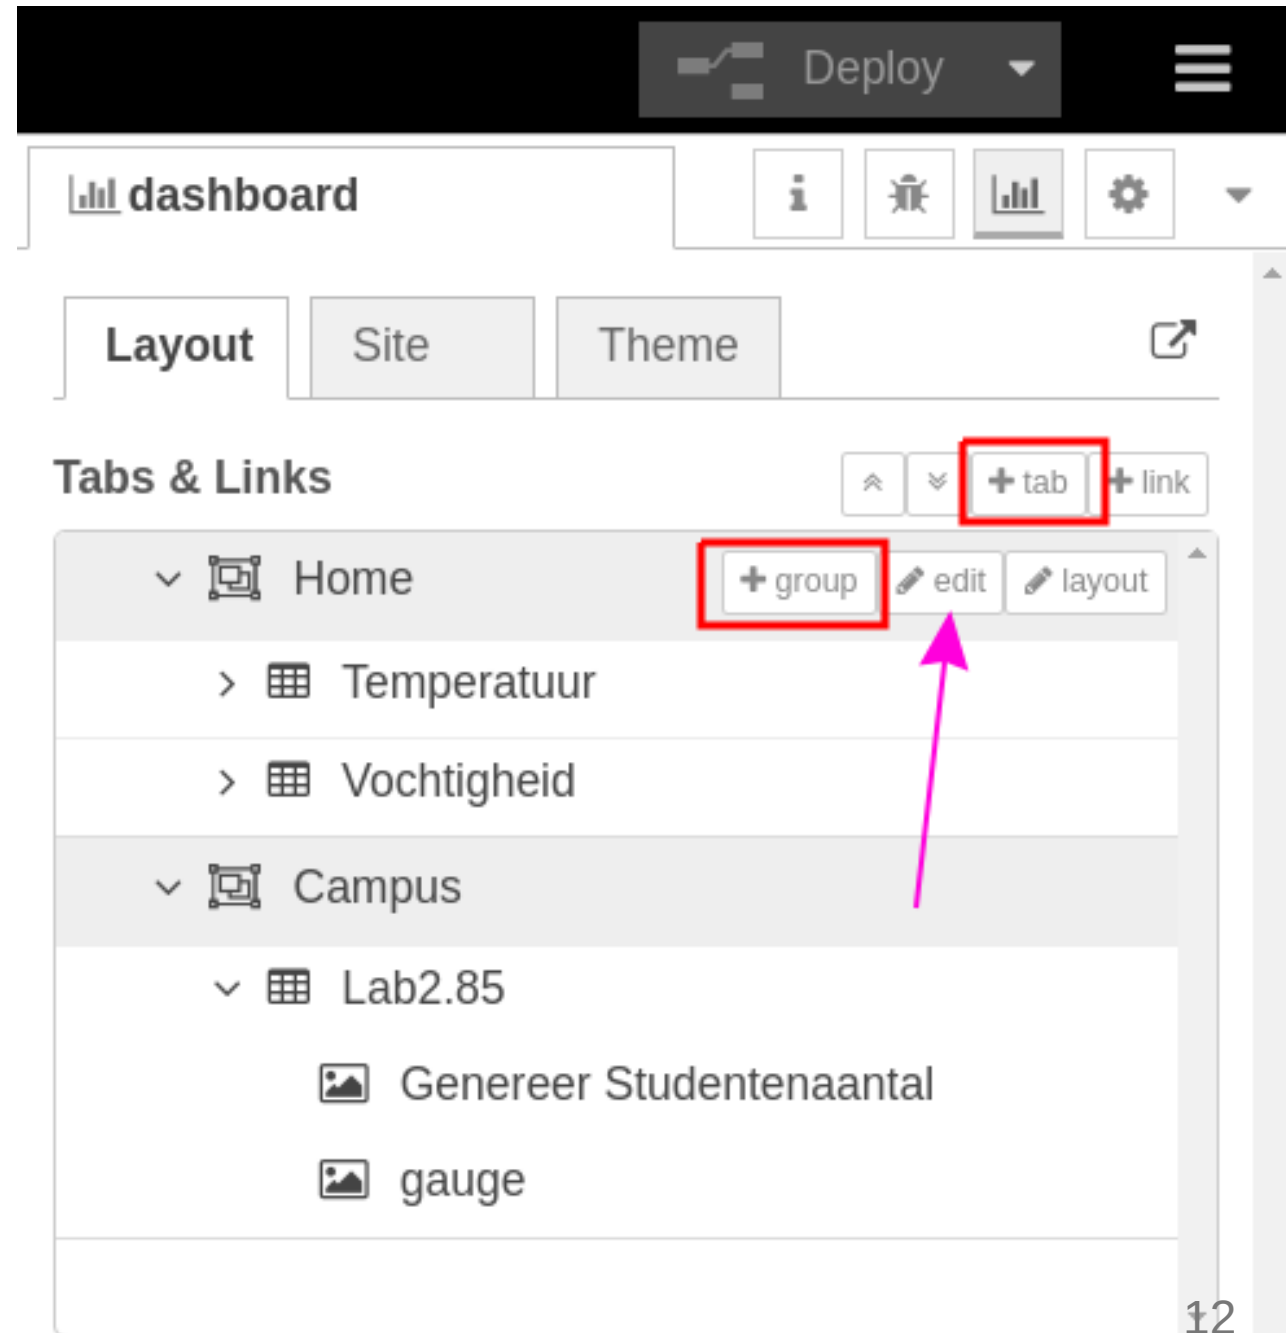 Deploy
dashboard
Layout Site Theme
Tabs & Links + tab + link
Home + group edit layout
Temperatuur
Vochtigheid
Campus
Lab2.85
Genereer Studentenaantal
gauge
12